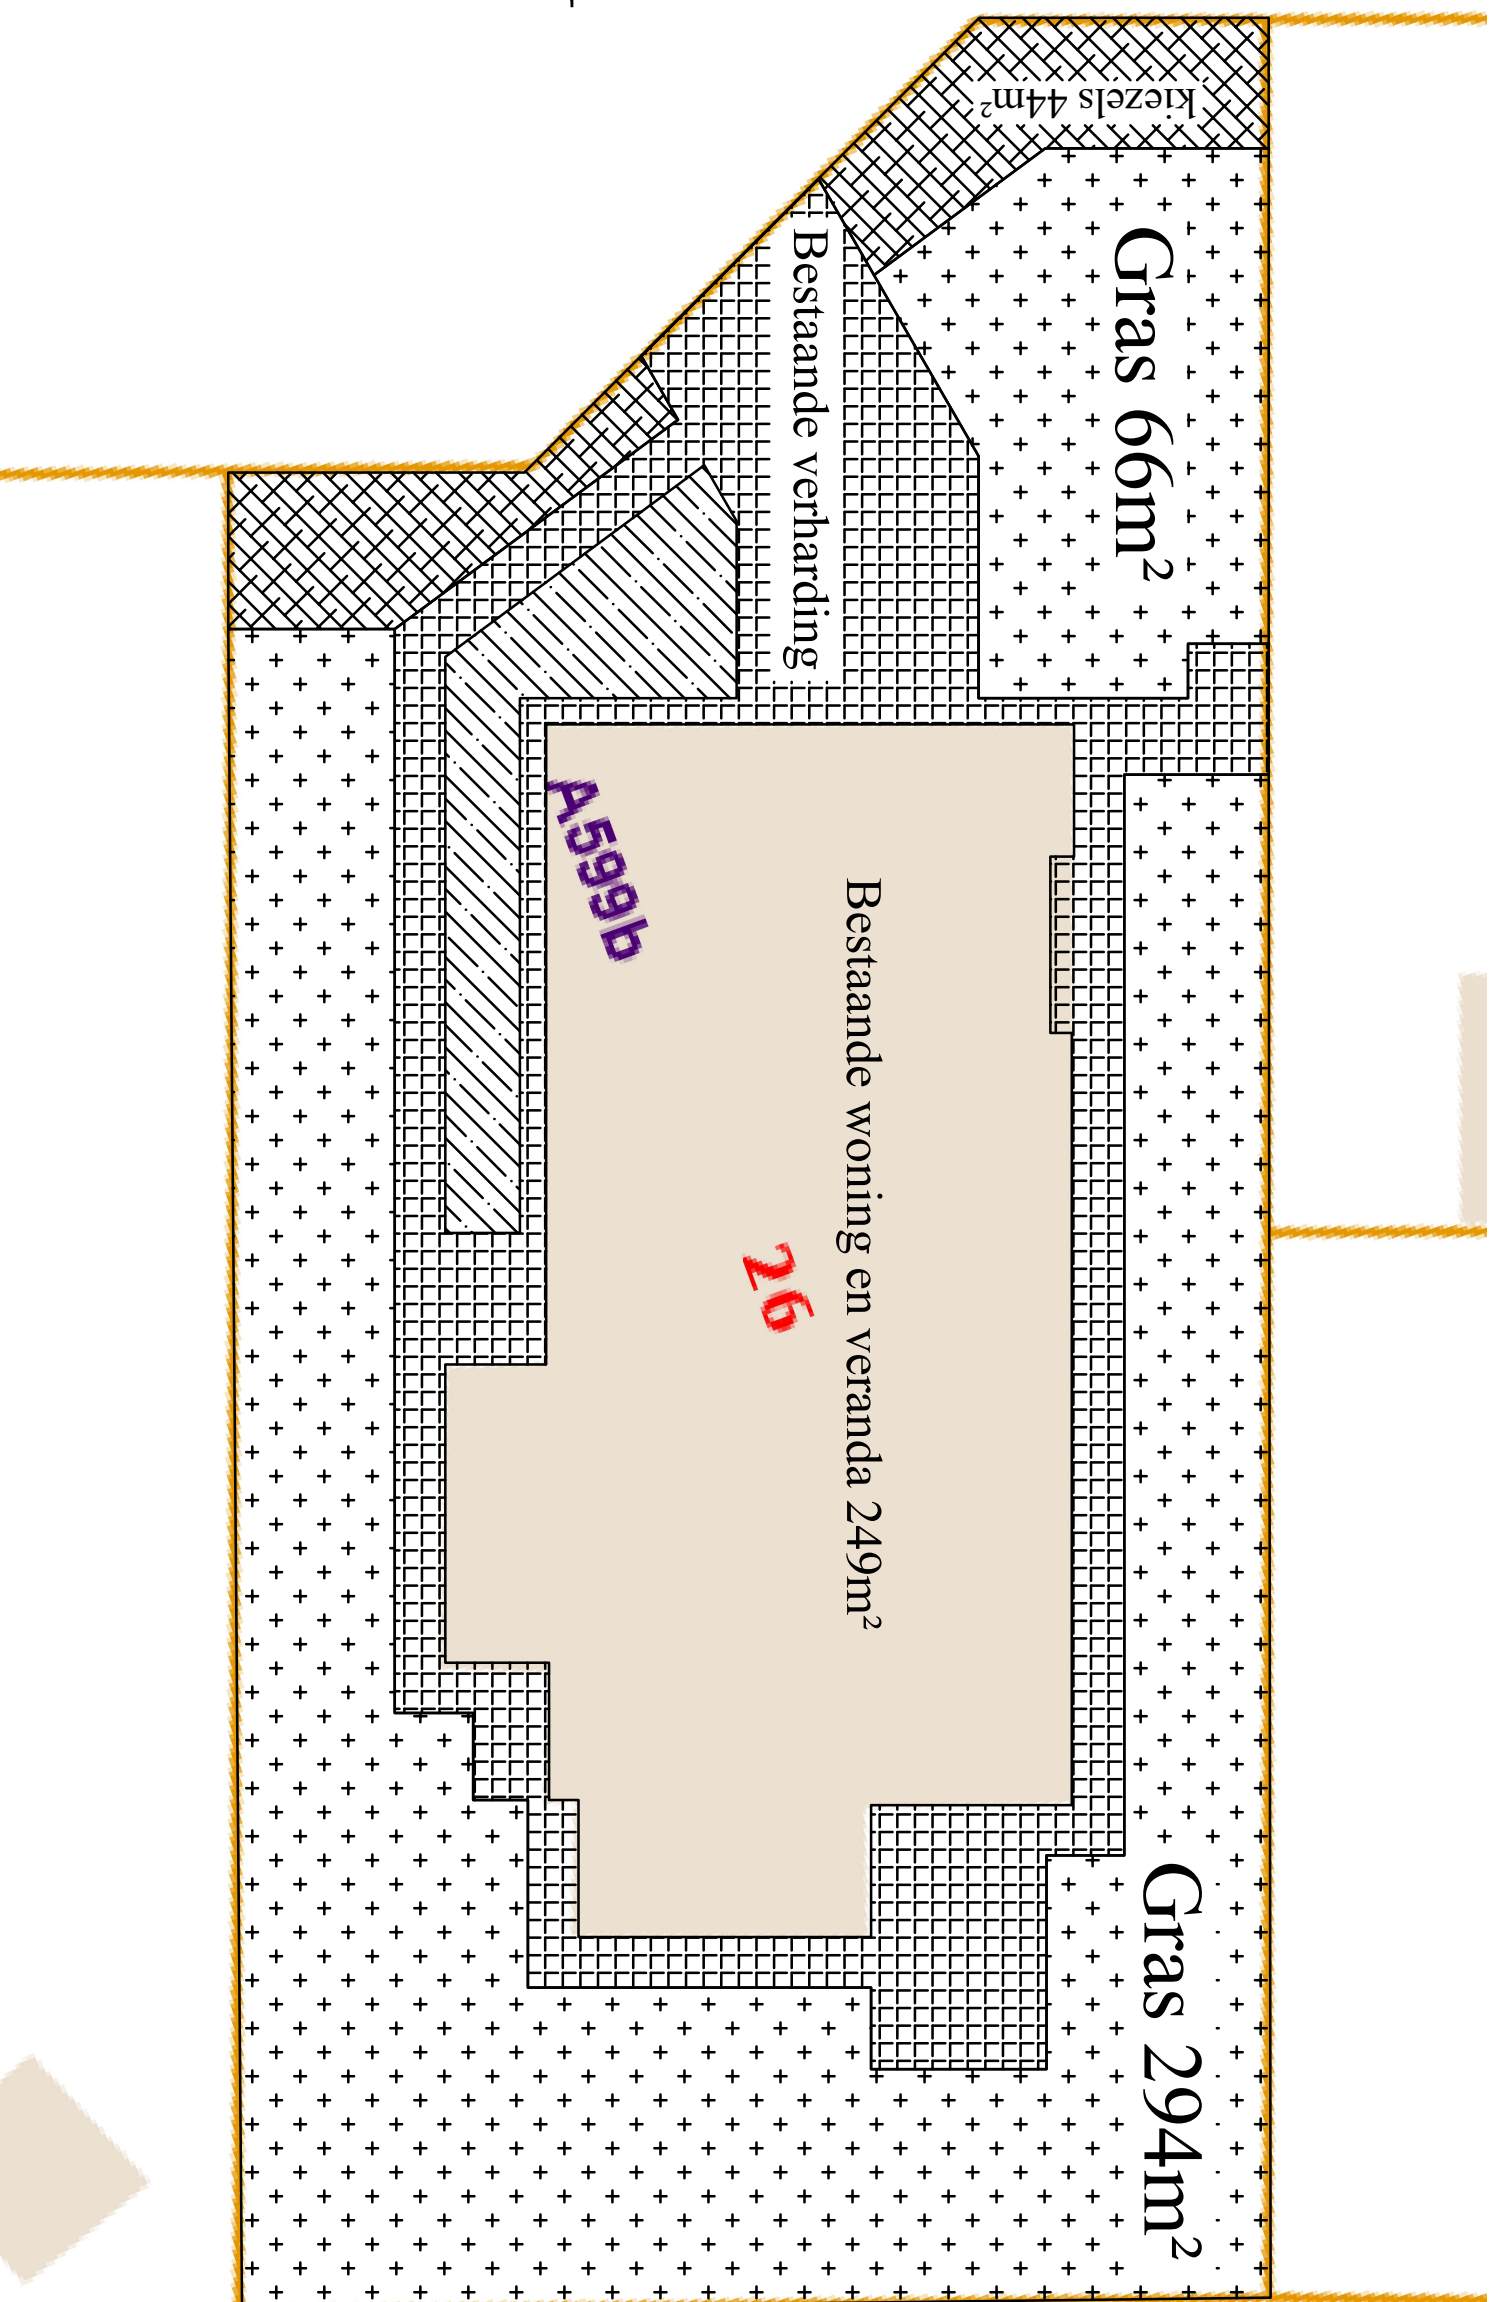 kiezels 44m²
Gras 66m²
Bestaande verharding
A599b
Bestaande woning en veranda 249m²
26
Gras 294m²